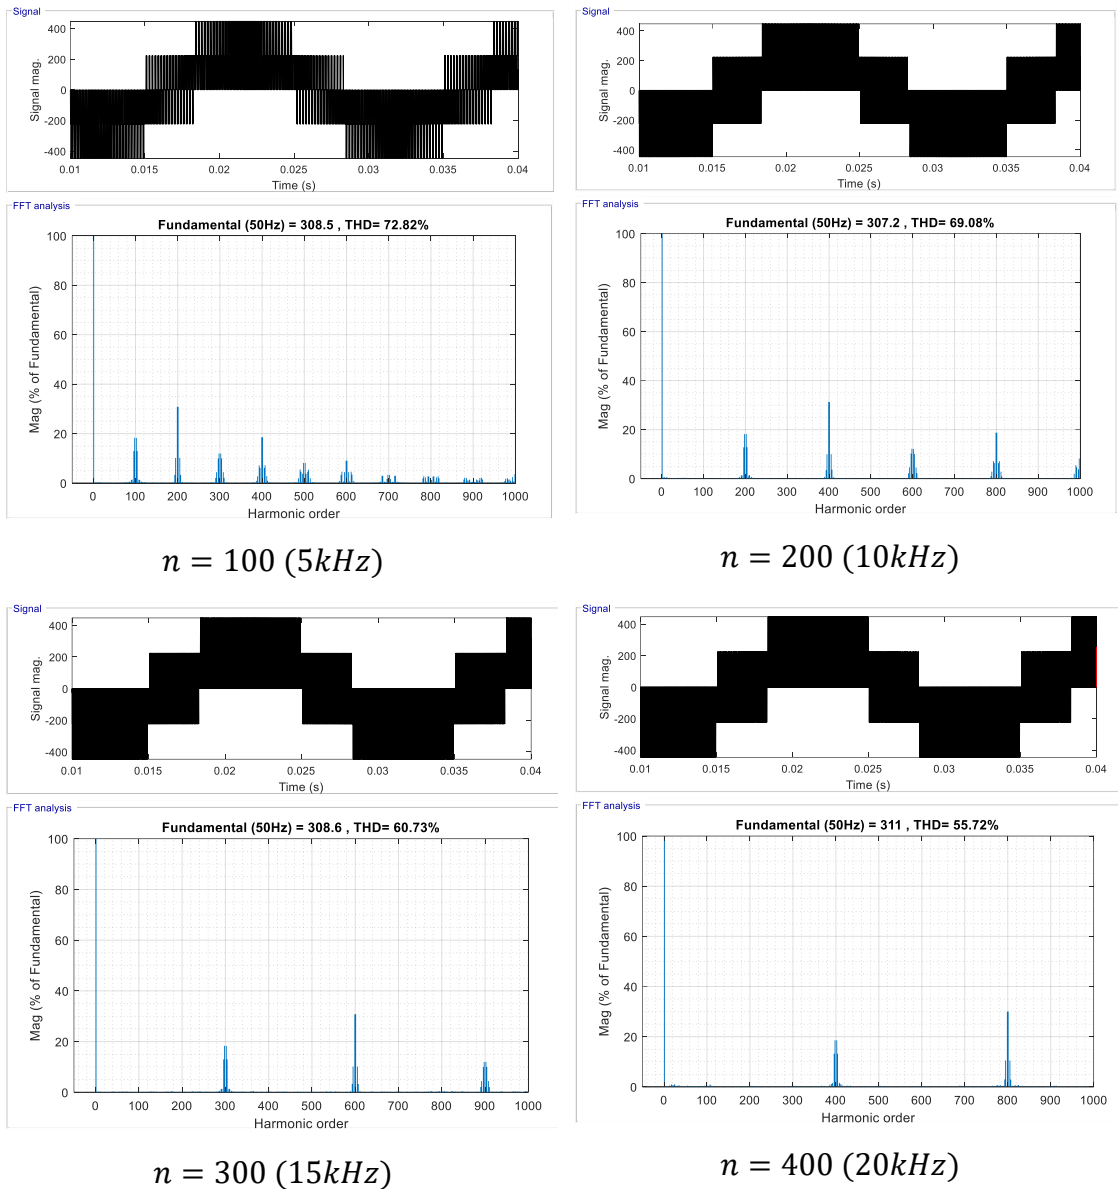 Signal
400
200
0
-200
-400
Signal mag.
0.01 0.015 0.02 0.025 0.03 0.035 0.04
Time (s)
FFT analysis
Fundamental (50Hz) = 308.5 , THD= 72.82%
100
80
60
40
20
0
Mag (% of Fundamental)
0 100 200 300 400 500 600 700 800 900 1000
Harmonic order
n = 100 (5kHz)
Signal
400
200
0
-200
-400
Signal mag.
0.01 0.015 0.02 0.025 0.03 0.035 0.04
Time (s)
FFT analysis
Fundamental (50Hz) = 307.2 , THD= 69.08%
100
80
60
40
20
0
Mag (% of Fundamental)
0 100 200 300 400 500 600 700 800 900 1000
Harmonic order
n = 200 (10kHz)
Signal
400
200
0
-200
-400
Signal mag.
0.01 0.015 0.02 0.025 0.03 0.035 0.04
Time (s)
FFT analysis
Fundamental (50Hz) = 308.6 , THD= 60.73%
100
80
60
40
20
0
Mag (% of Fundamental)
0 100 200 300 400 500 600 700 800 900 1000
Harmonic order
n = 300 (15kHz)
Signal
400
200
0
-200
-400
Signal mag.
0.01 0.015 0.02 0.025 0.03 0.035 0.04
Time (s)
FFT analysis
Fundamental (50Hz) = 311 , THD= 55.72%
100
80
60
40
20
0
Mag (% of Fundamental)
0 100 200 300 400 500 600 700 800 900 1000
Harmonic order
n = 400 (20kHz)